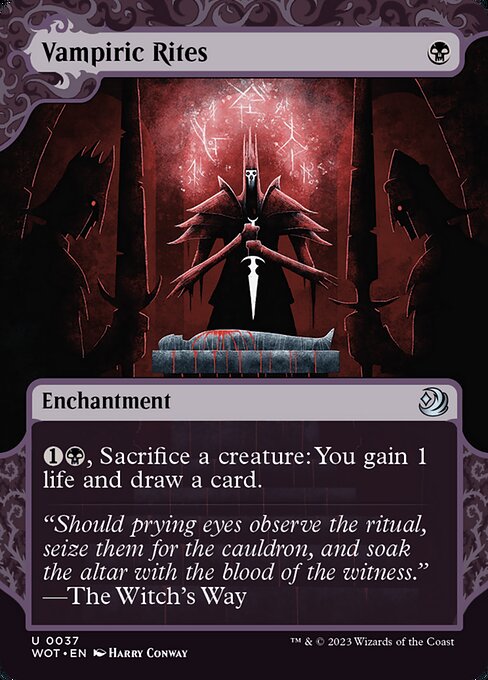 Vampiric Rites
Enchantment
1, Sacrifice a creature: You gain 1
life and draw a card.
“Should prying eyes observe the ritual,
seize them for the cauldron, and soak
the altar with the blood of the witness.”
—The Witch’s Way
U 0037
WOT • EN Harry Conway
™ & © 2023 Wizards of the Coast